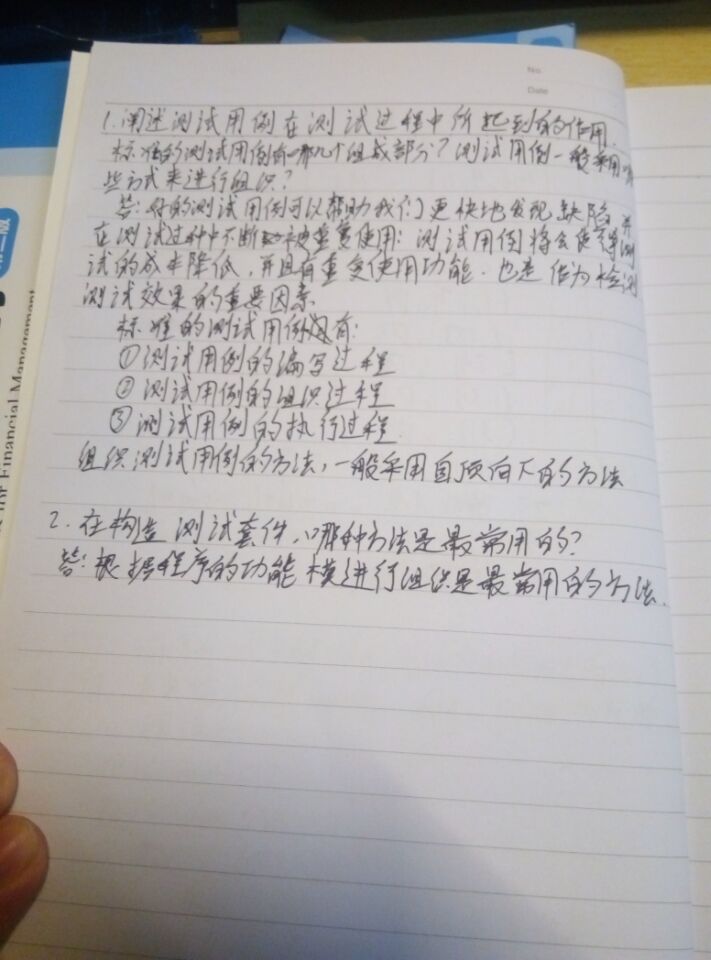 No.
Date
1.阐述测试用例在测试过程中所起到的作用.
标准的测试用例有哪几个组成部分?测试用例一般采用哪
些方式来进行组织?
答:好的测试用例可以帮助我们更快地发现缺陷,并
在测试过种中不断被重复使用;测试用例将会使得测
试的成本降低,并且有重复使用功能.也是作为检测
测试效果的重要因素.
标准的测试用例有:
①测试用例的编写过程
②测试用例的组织过程
③测试用例的执行过程.
组织测试用例的方法,一般采用自顶向下的方法
2.在构造测试套件,哪种方法是最常用的?
答:根据程序的功能模进行组织是最常用的方法.
for Financial Management